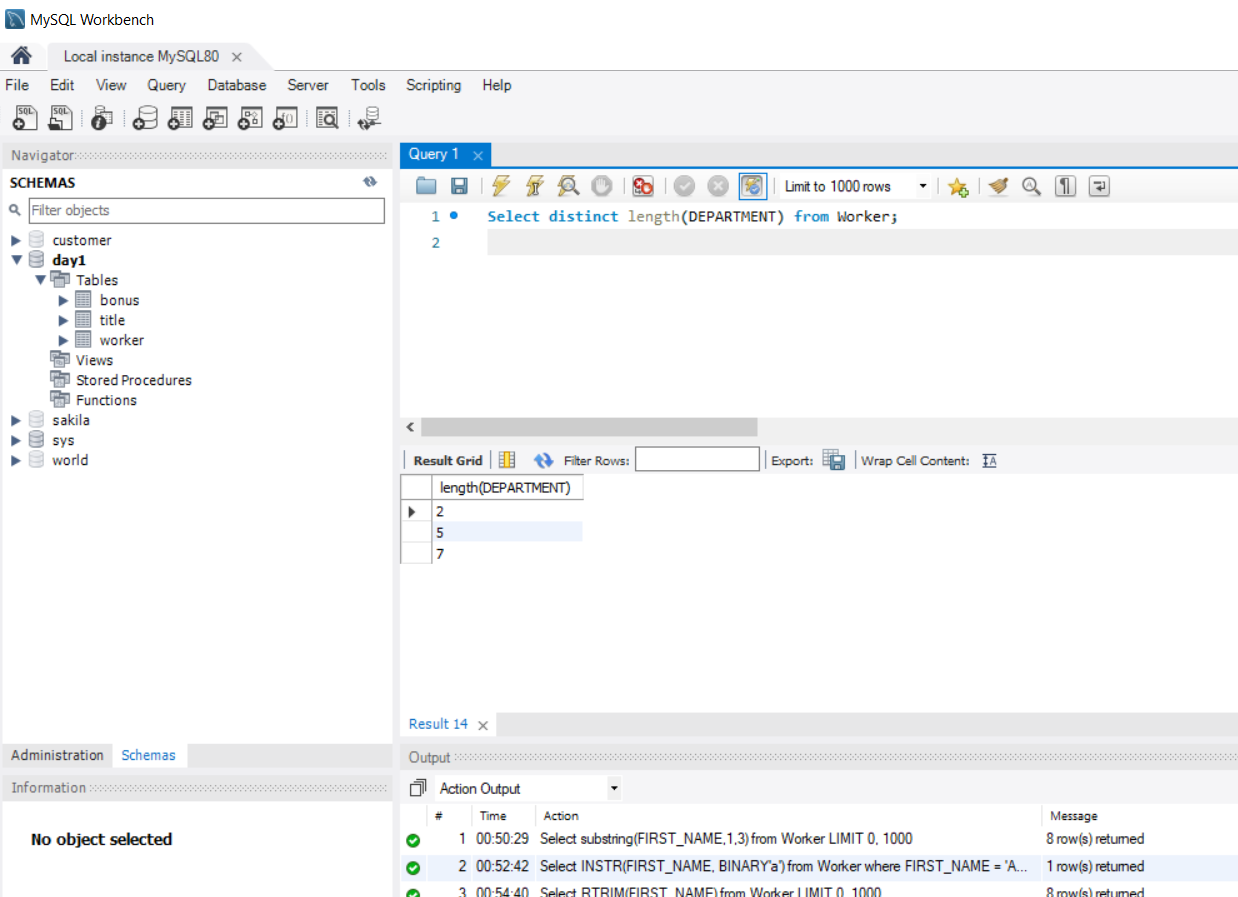 MySQL Workbench
Local instance MySQL80
File Edit View Query Database Server Tools Scripting Help
SQL SQL
Navigator
SCHEMAS
Filter objects
customer
day1
Tables
bonus
title
worker
Views
Stored Procedures
Functions
sakila
sys
world
Administration Schemas
Information
No object selected
Query 1
Limit to 1000 rows
1 Select distinct length(DEPARTMENT) from Worker;
2
Result Grid Filter Rows: Export: Wrap Cell Content:
length(DEPARTMENT)
2
5
7
Result 14
Output
Action Output
# Time Action Message
1 00:50:29 Select substring(FIRST_NAME,1,3) from Worker LIMIT 0, 1000 8 row(s) returned
2 00:52:42 Select INSTR(FIRST_NAME, BINARY'a') from Worker where FIRST_NAME = 'A... 1 row(s) returned
3 00:54:40 Select RTRIM(FIRST_NAME) from Worker LIMIT 0, 1000 8 row(s) returned